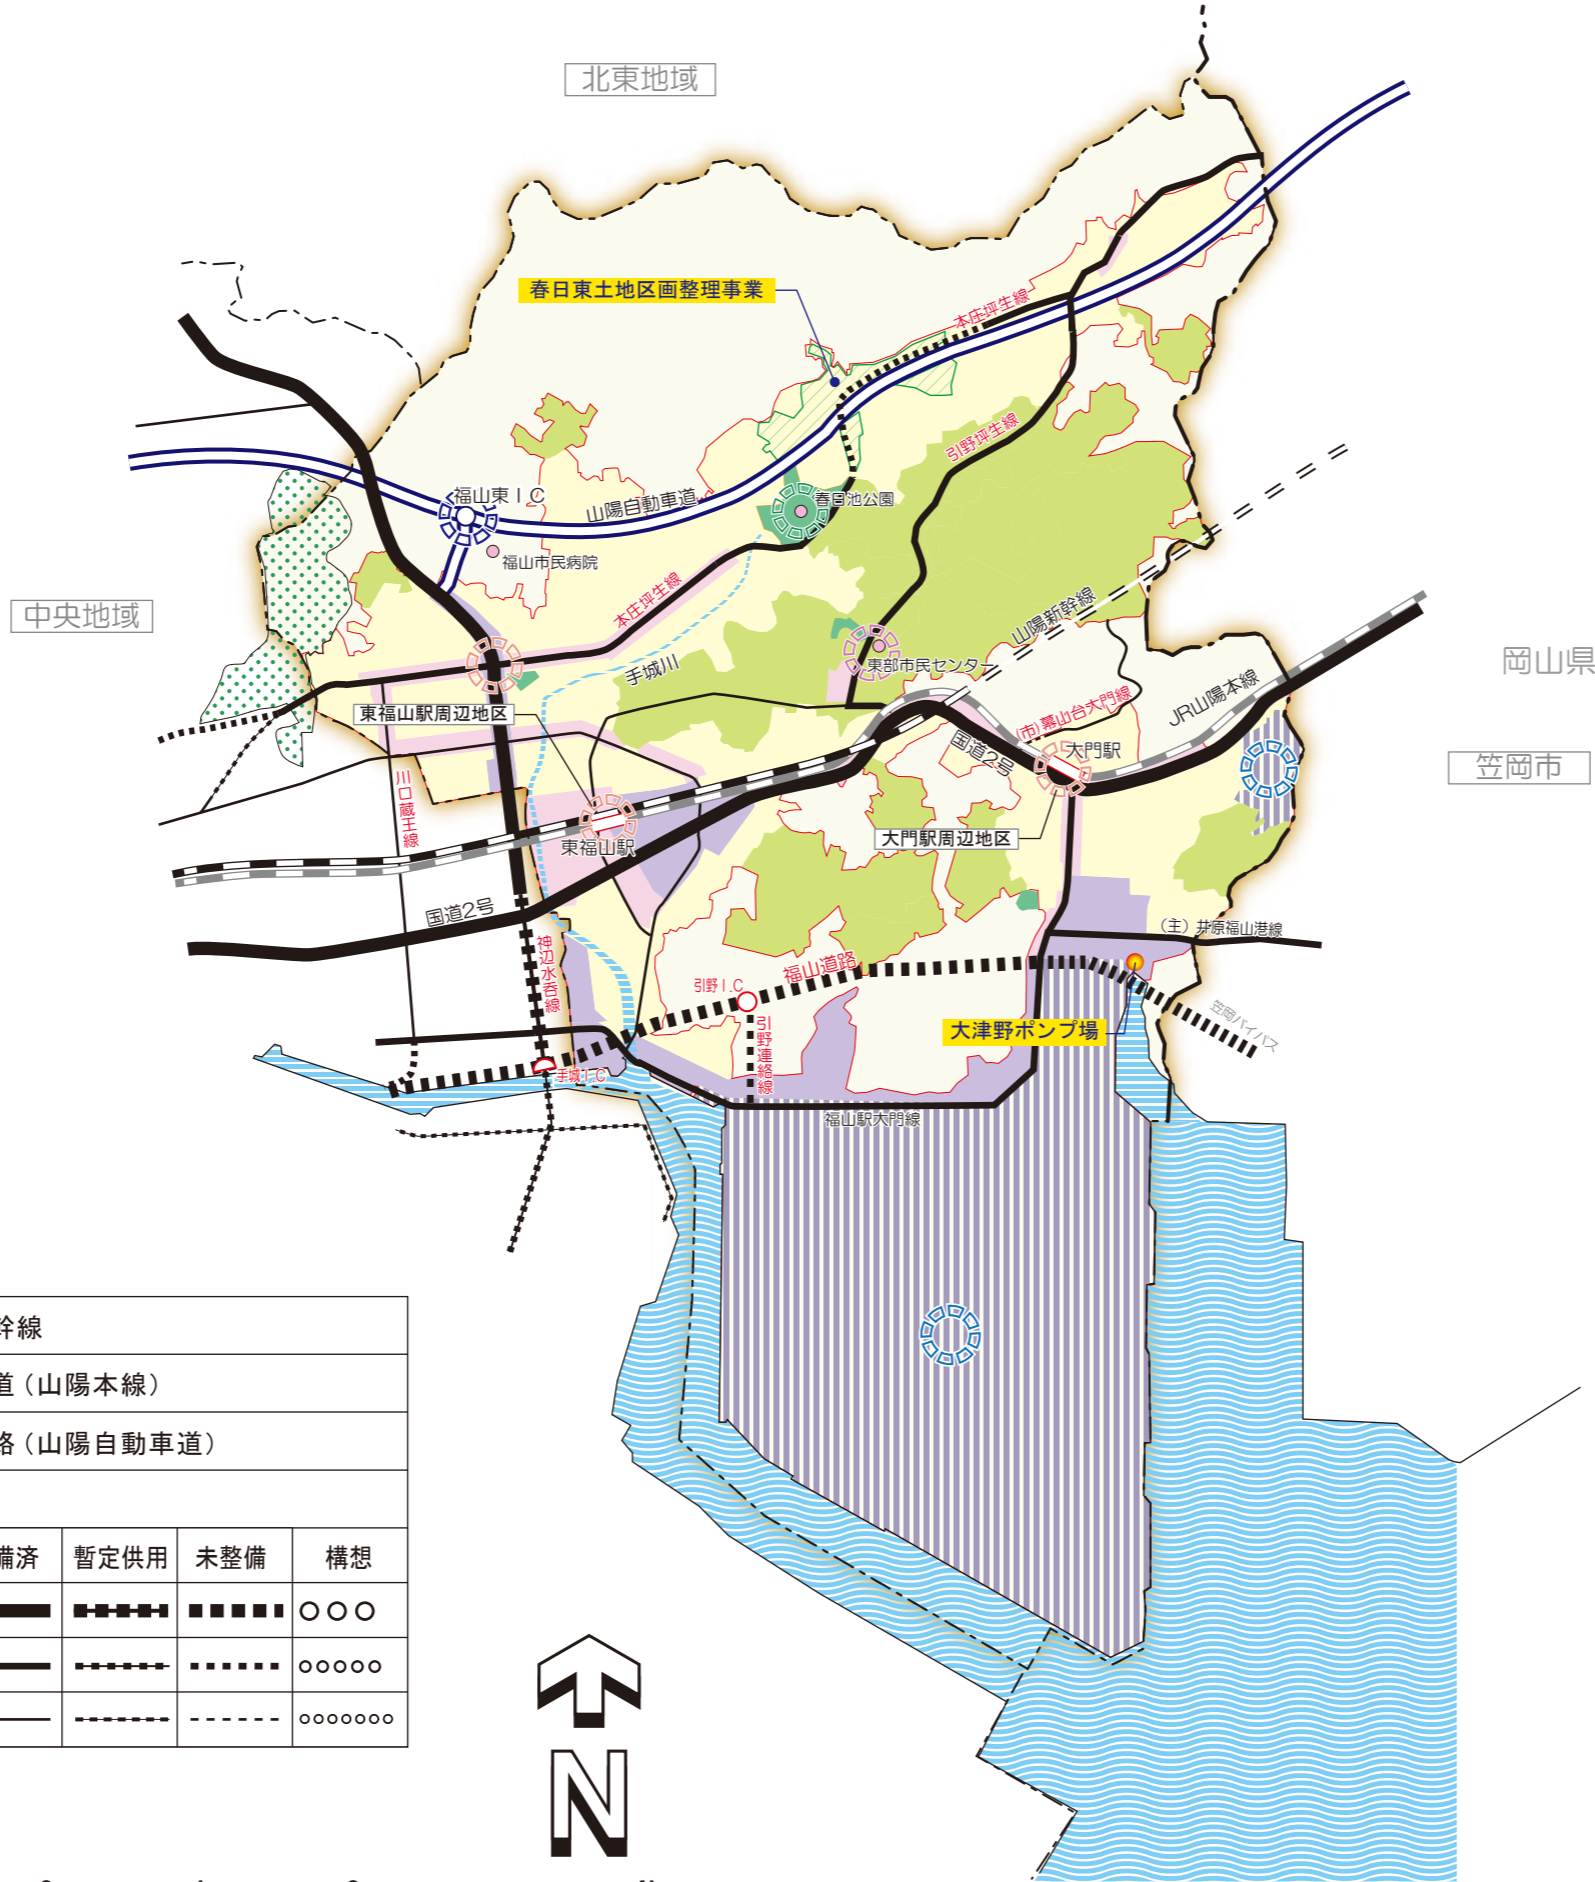 北東地域
春日東土地区画整理事業
本庄坪生線
引野坪生線
福山東IC
山陽自動車道
春日池公園
福山市民病院
本庄坪生線
中央地域
山陽新幹線
手城川
東部市民センター
岡山県
東福山駅周辺地区
(市)幕山台大門線
JR山陽本線
国道2号
大門駅
笠岡市
川口蔵王線
東福山駅
大門駅周辺地区
国道2号
(主)井原福山港線
神辺水呑線
福山道路
引野I.C
笠岡バイパス
引野連絡線
大津野ポンプ場
手城I.C
福山駅大門線
幹線
道(山陽本線)
路(山陽自動車道)
備済 暫定供用 未整備 構想
N